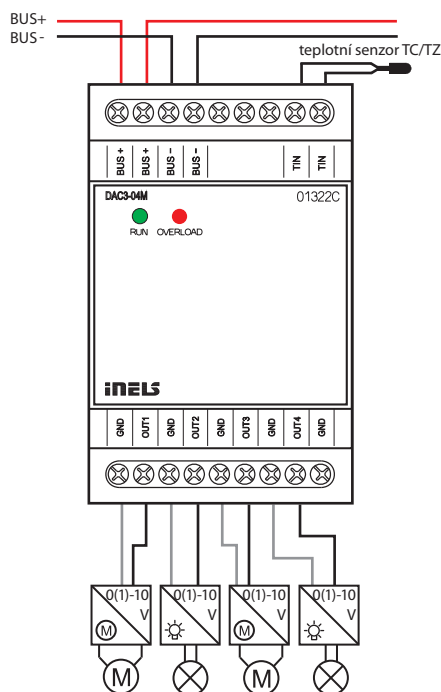 BUS+
BUS -
teplotní senzor TC/TZ
BUS + BUS + BUS – BUS – TIN TIN
DAC3-04M 01322C
RUN OVERLOAD
iNELS
GND OUT1 GND OUT2 GND OUT3 GND OUT4 GND
0(1)-10 0(1)-10 0(1)-10 0(1)-10
V V V V
M M
M M